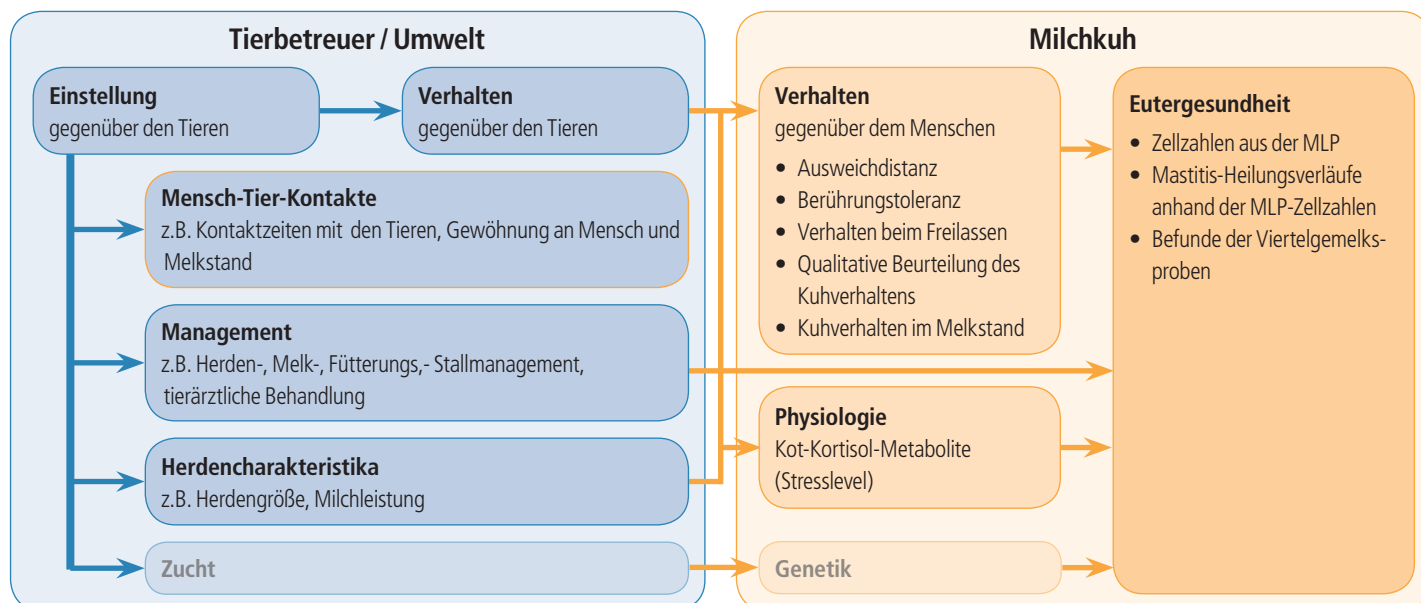 Tierbetreuer / Umwelt
Einstellung
gegenüber den Tieren
Verhalten
gegenüber den Tieren
Mensch-Tier-Kontakte
z.B. Kontaktzeiten mit den Tieren, Gewöhnung an Mensch und
Melkstand
Management
z.B. Herden-, Melk-, Fütterungs,- Stallmanagement,
tierärztliche Behandlung
Herdencharakteristika
z.B. Herdengröße, Milchleistung
Zucht
Milchkuh
Verhalten
gegenüber dem Menschen
• Ausweichdistanz
• Berührungstoleranz
• Verhalten beim Freilassen
• Qualitative Beurteilung des
Kuhverhaltens
• Kuhverhalten im Melkstand
Physiologie
Kot-Kortisol-Metabolite
(Stresslevel)
Genetik
Eutergesundheit
• Zellzahlen aus der MLP
• Mastitis-Heilungsverläufe
anhand der MLP-Zellzahlen
• Befunde der Viertelgemelks-
proben